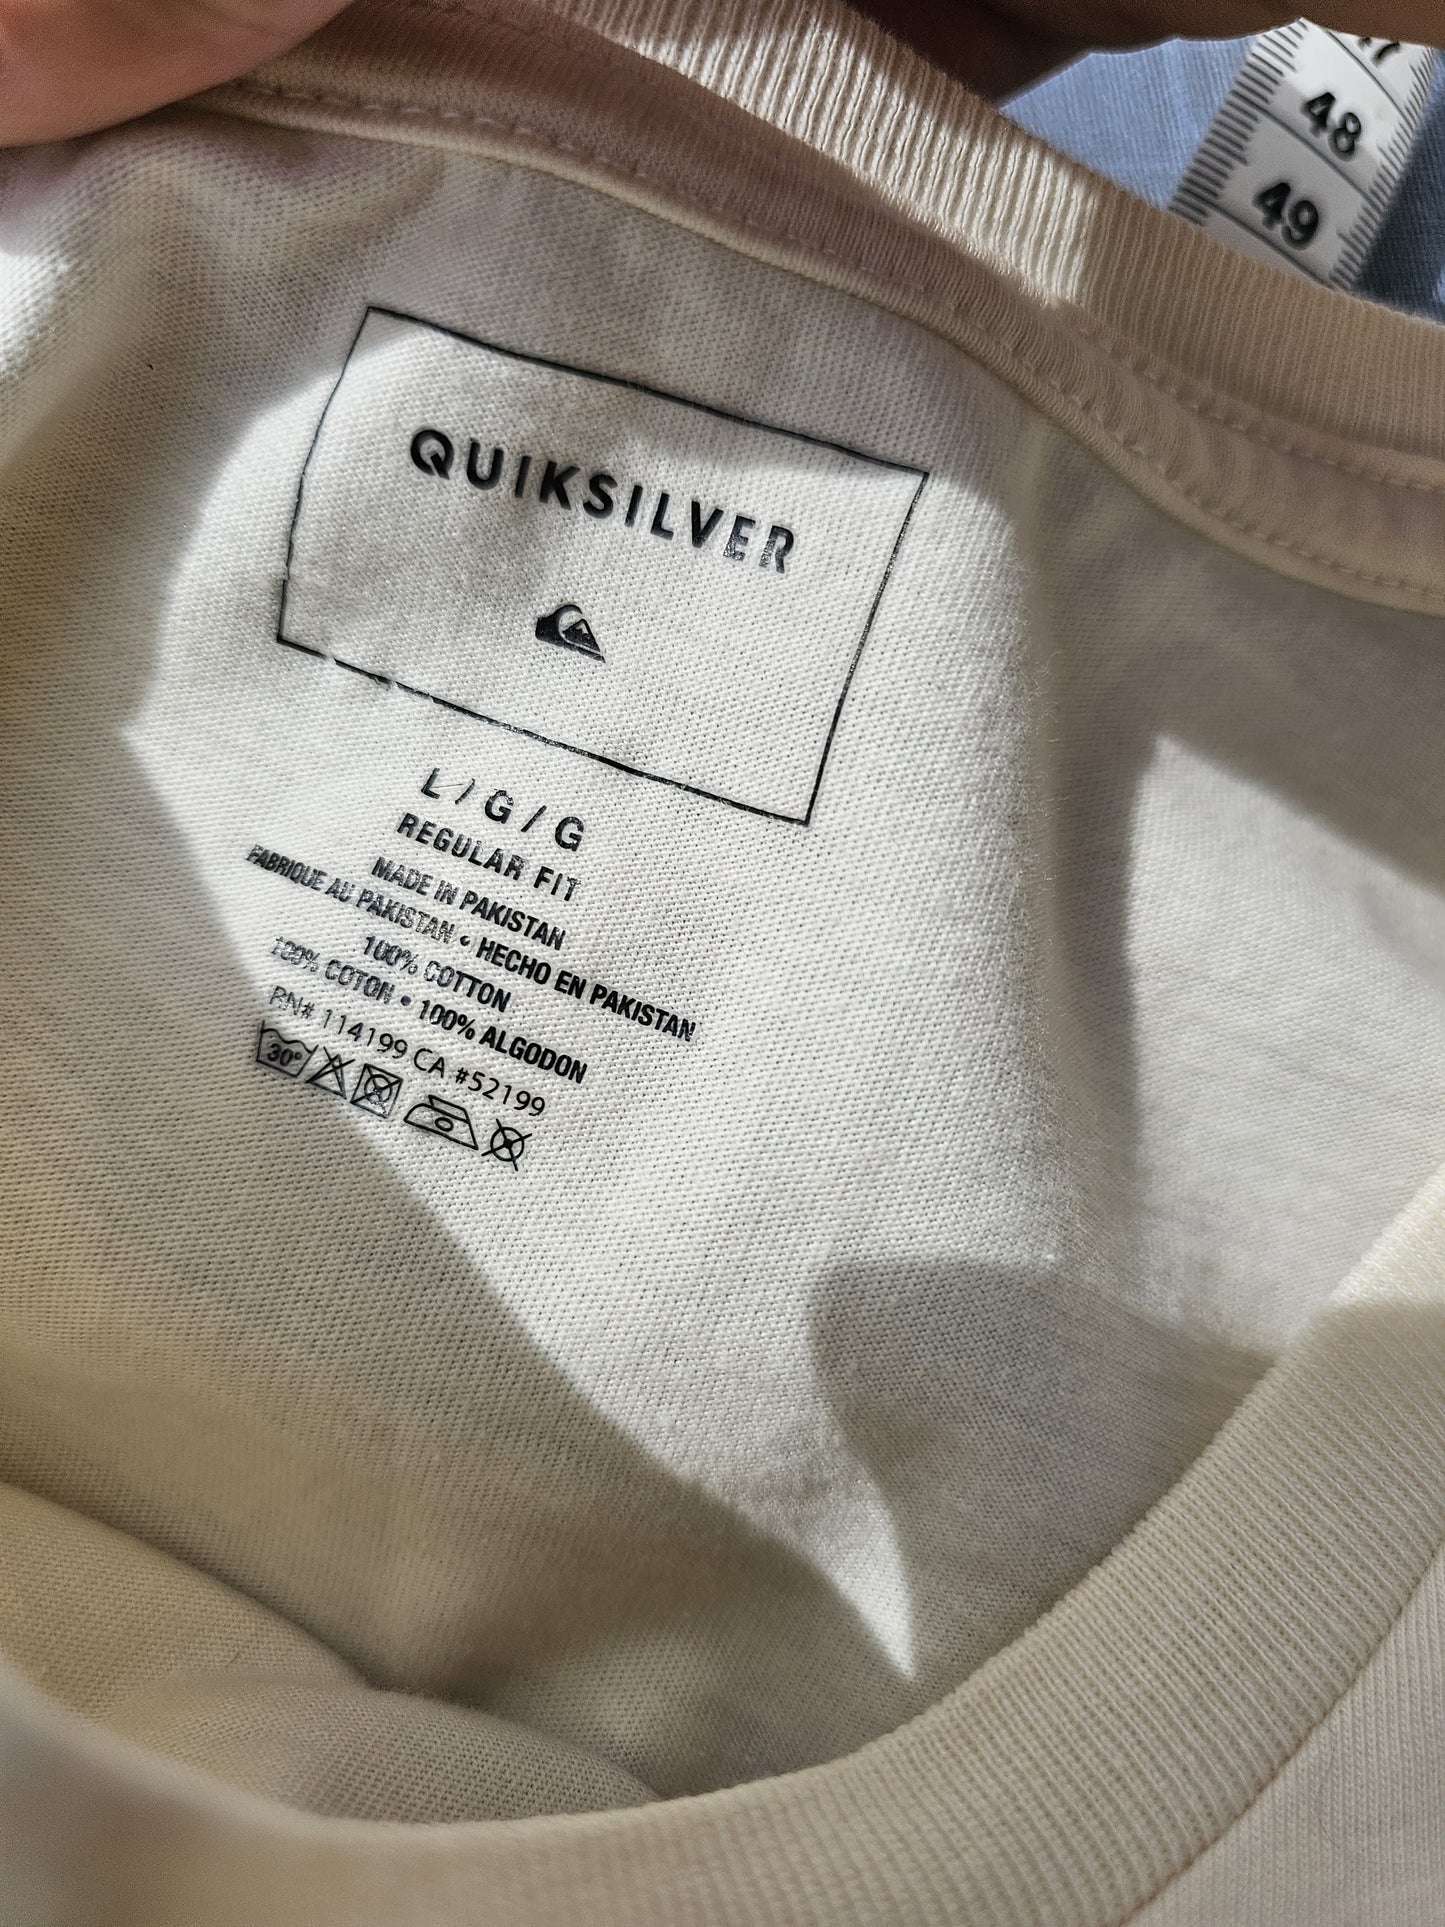 47
48
49
QUIKSILVER
L / G / G
REGULAR FIT
MADE IN PAKISTAN
FABRIQUE AU PAKISTAN • HECHO EN PAKISTAN
100% COTTON
100% COTON • 100% ALGODON
RN# 114199 CA #52199
30°